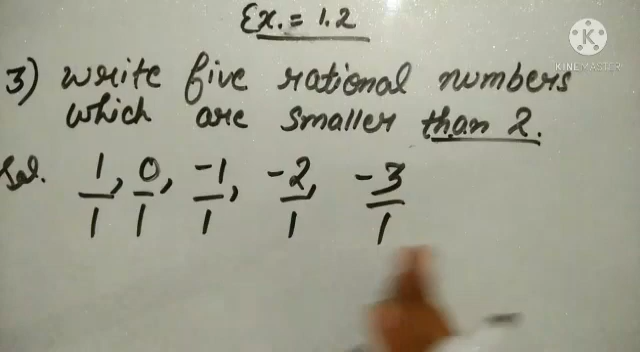 Ex. = 1.2
3) write five rational numbers
which are smaller than 2.
Sol. 1/1, 0/1, -1/1, -2/1, -3/1
K
KINEMASTER